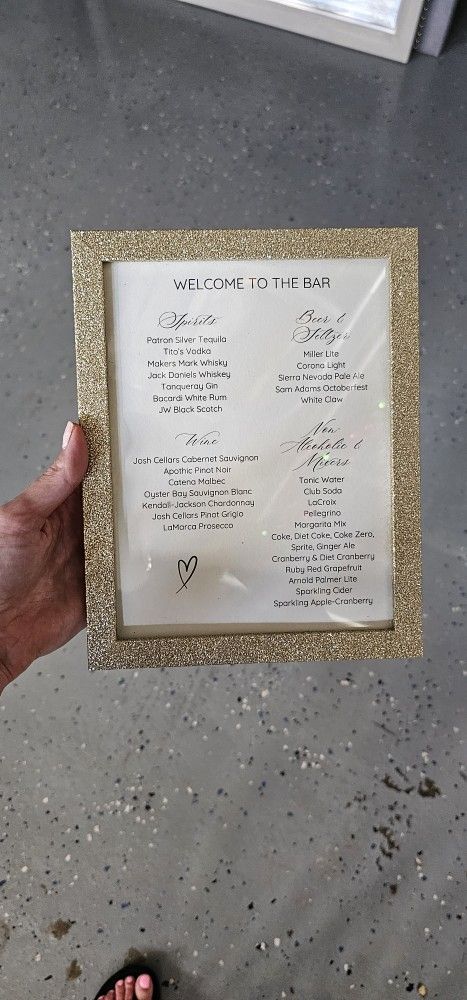 WELCOME TO THE BAR
Spirits
Patron Silver Tequila
Tito's Vodka
Makers Mark Whisky
Jack Daniels Whiskey
Tanqueray Gin
Bacardi White Rum
JW Black Scotch
Beer &
Seltzer
Miller Lite
Corona Light
Sierra Nevada Pale Ale
Sam Adams Octoberfest
White Claw
Wine
Josh Cellars Cabernet Sauvignon
Apothic Pinot Noir
Catena Malbec
Oyster Bay Sauvignon Blanc
Kendall-Jackson Chardonnay
Josh Cellars Pinot Grigio
LaMarca Prosecco
Non
Alcoholic &
Mixers
Tonic Water
Club Soda
LaCroix
Pellegrino
Margarita Mix
Coke, Diet Coke, Coke Zero,
Sprite, Ginger Ale
Cranberry & Diet Cranberry
Ruby Red Grapefruit
Arnold Palmer Lite
Sparkling Cider
Sparkling Apple-Cranberry